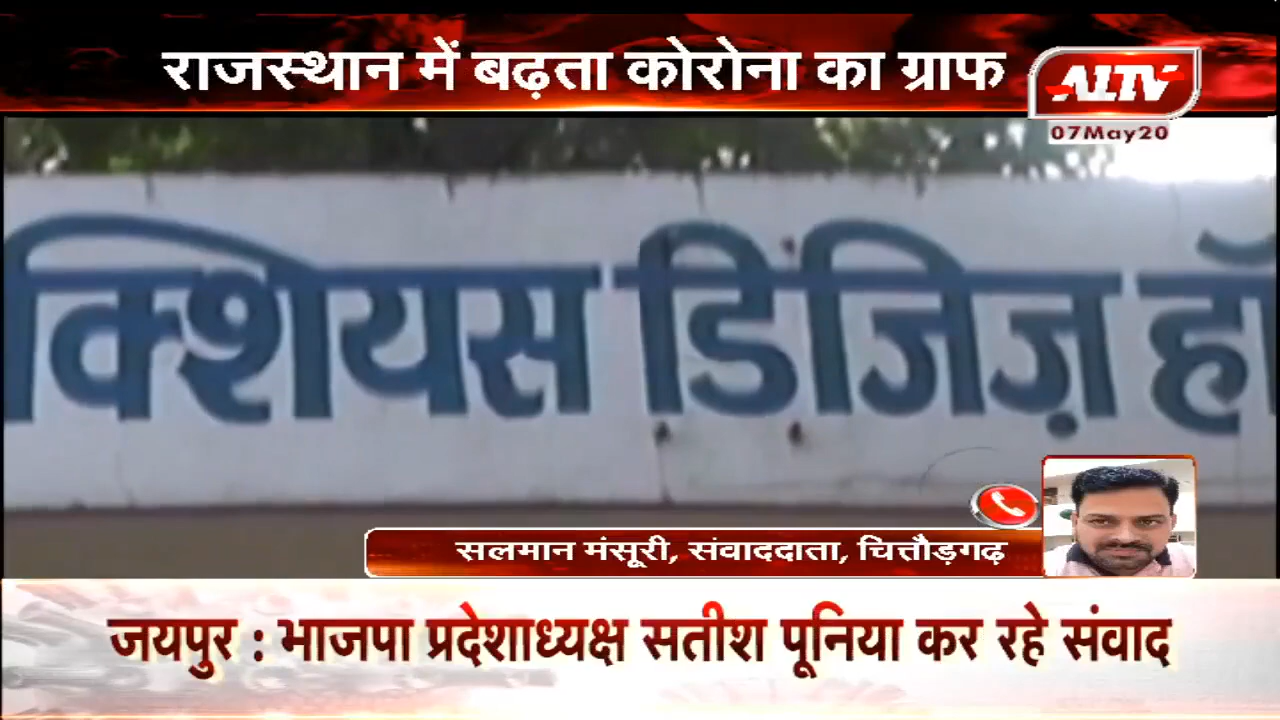 राजस्थान में बढ़ता कोरोना का ग्राफ
ALTV
07May20
क्शियस डिजिज़ हॉ
सलमान मंसूरी, संवाददाता, चित्तौड़गढ़
जयपुर : भाजपा प्रदेशाध्यक्ष सतीश पूनिया कर रहे संवाद